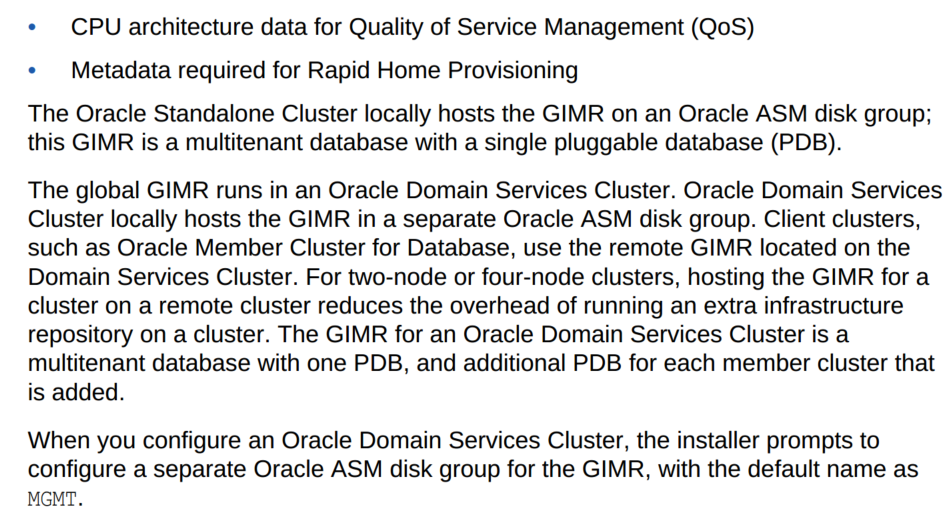 • CPU architecture data for Quality of Service Management (QoS)
• Metadata required for Rapid Home Provisioning
The Oracle Standalone Cluster locally hosts the GIMR on an Oracle ASM disk group;
this GIMR is a multitenant database with a single pluggable database (PDB).
The global GIMR runs in an Oracle Domain Services Cluster. Oracle Domain Services
Cluster locally hosts the GIMR in a separate Oracle ASM disk group. Client clusters,
such as Oracle Member Cluster for Database, use the remote GIMR located on the
Domain Services Cluster. For two-node or four-node clusters, hosting the GIMR for a
cluster on a remote cluster reduces the overhead of running an extra infrastructure
repository on a cluster. The GIMR for an Oracle Domain Services Cluster is a
multitenant database with one PDB, and additional PDB for each member cluster that
is added.
When you configure an Oracle Domain Services Cluster, the installer prompts to
configure a separate Oracle ASM disk group for the GIMR, with the default name as
MGMT.